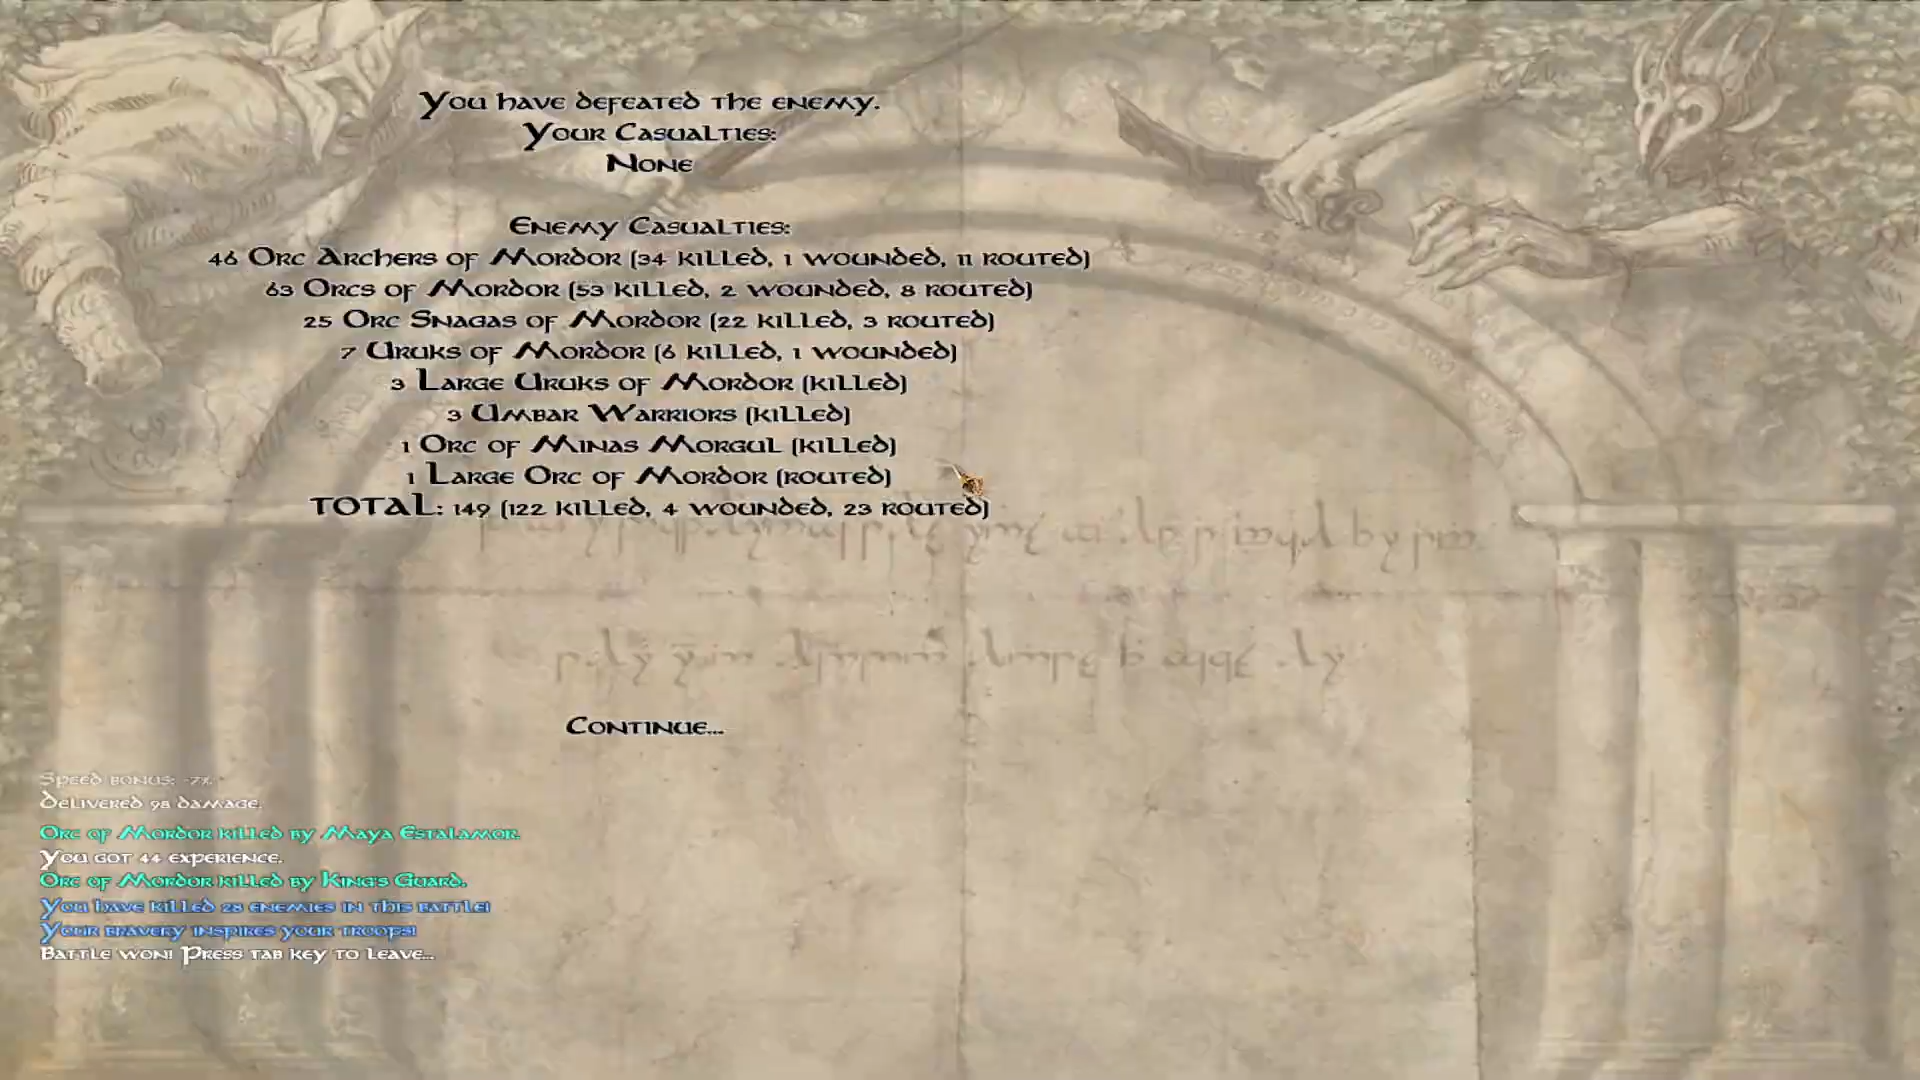 You have defeated the enemy.
Your Casualties:
None
Enemy Casualties:
46 Orc Archers of Mordor (34 killed, 1 wounded, 11 routed)
63 Orcs of Mordor (53 killed, 2 wounded, 8 routed)
25 Orc Snagas of Mordor (22 killed, 3 routed)
7 Uruks of Mordor (6 killed, 1 wounded)
3 Large Uruks of Mordor (killed)
3 Umbar Warriors (killed)
1 Orc of Minas Morgul (killed)
1 Large Orc of Mordor (routed)
TOTAL: 149 (122 killed, 4 wounded, 23 routed)
Continue...
Speed bonus: -7%
Delivered 98 damage.
Orc of Mordor killed by Maya Estalamor.
You got 44 experience.
Orc of Mordor killed by King's Guard.
You have killed 28 enemies in this battle!
Your bravery inspires your troops!
Battle won! Press tab key to leave...